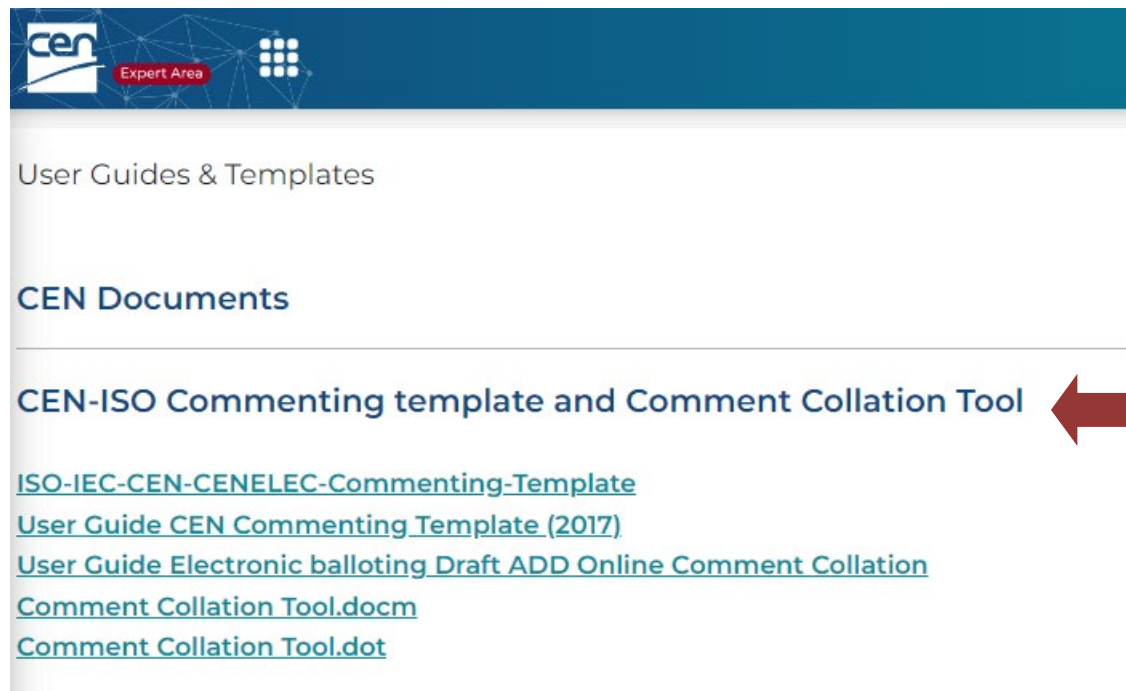 cen
Expert Area
User Guides & Templates
CEN Documents
CEN-ISO Commenting template and Comment Collation Tool
ISO-IEC-CEN-CENELEC-Commenting-Template
User Guide CEN Commenting Template (2017)
User Guide Electronic balloting Draft ADD Online Comment Collation
Comment Collation Tool.docm
Comment Collation Tool.dot